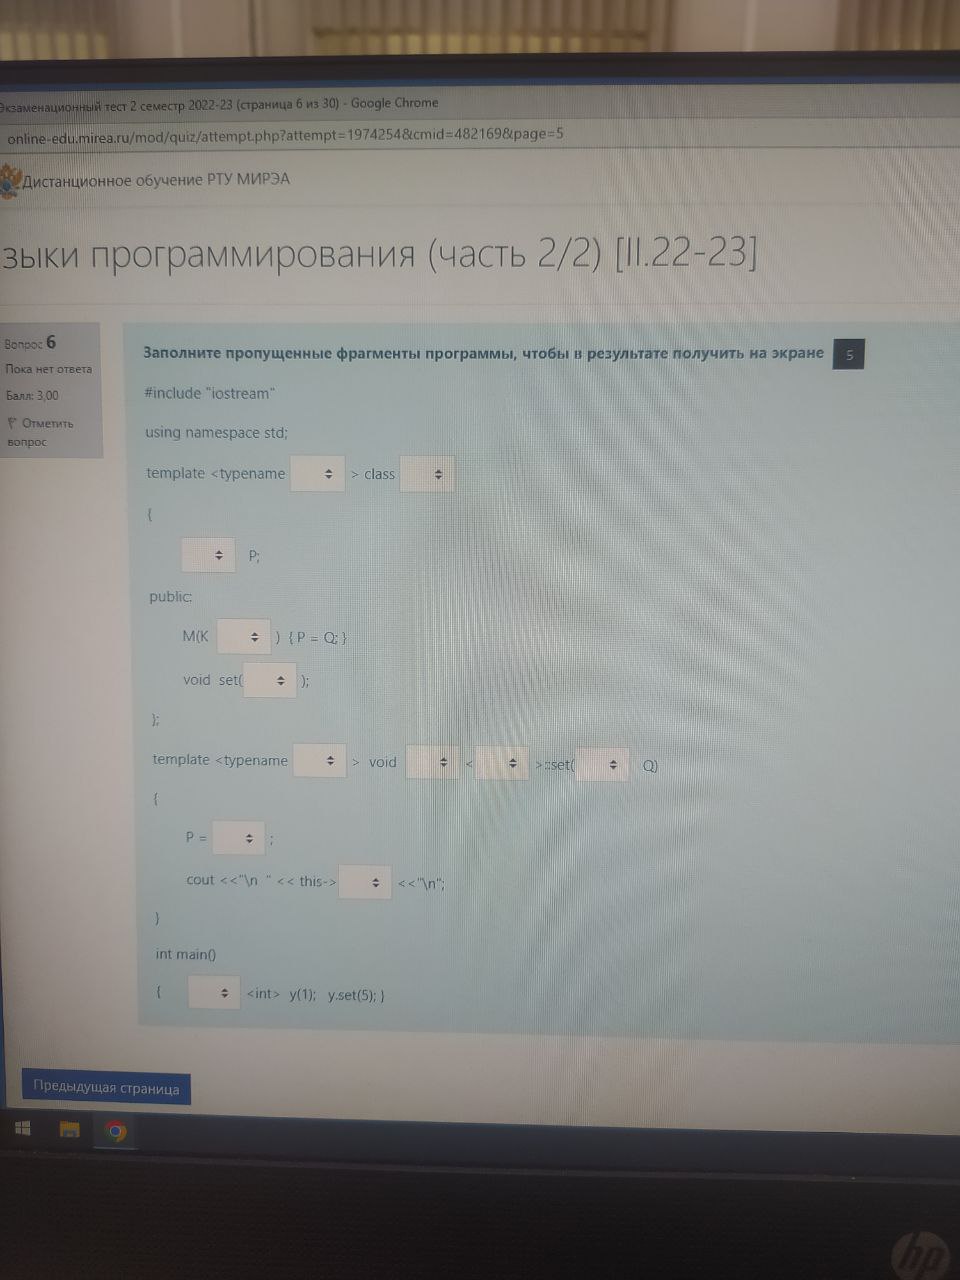 Экзаменационный тест 2 семестр 2022-23 (страница 6 из 30) - Google Chrome
online-edu.mirea.ru/mod/quiz/attempt.php?attempt=1974254&cmid=482169&page=5
Дистанционное обучение РТУ МИРЭА
зыки программирования (часть 2/2) [II.22-23]
Вопрос 6
Пока нет ответа
Балл: 3,00
Отметить
вопрос
Заполните пропущенные фрагменты программы, чтобы в результате получить на экране 5
#include "iostream"
using namespace std;
template <typename > class
{
P;
public:
M(K ) { P = Q; }
void set( );
};
template <typename > void < >::set( Q)
{
P = ;
cout <<"\n " << this-> <<"\n";
}
int main()
{ <int> y(1); y.set(5); }
Предыдущая страница
hp